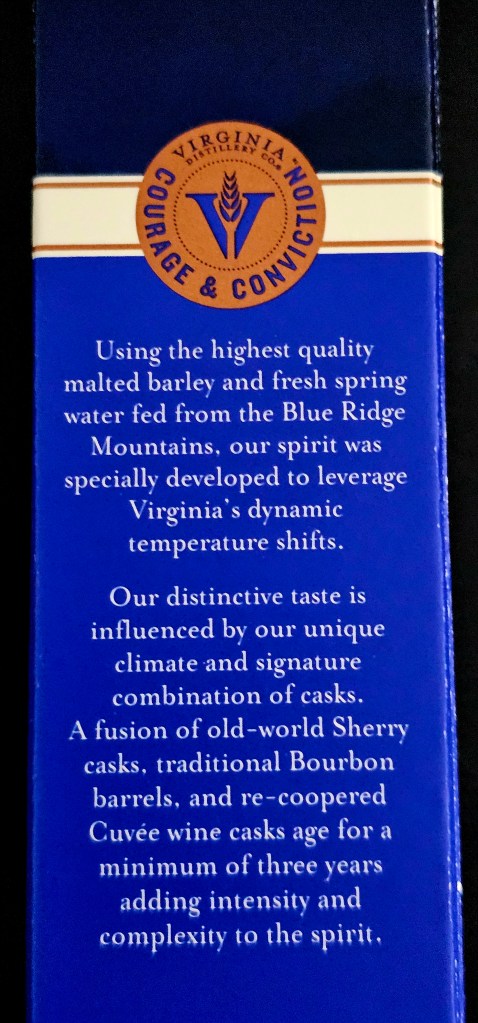 VIRGINIA™
DISTILLERY CO.®
V
COURAGE & CONVICTION
Using the highest quality
malted barley and fresh spring
water fed from the Blue Ridge
Mountains, our spirit was
specially developed to leverage
Virginia's dynamic
temperature shifts.
Our distinctive taste is
influenced by our unique
climate and signature
combination of casks.
A fusion of old-world Sherry
casks, traditional Bourbon
barrels, and re-coopered
Cuvée wine casks age for a
minimum of three years
adding intensity and
complexity to the spirit.